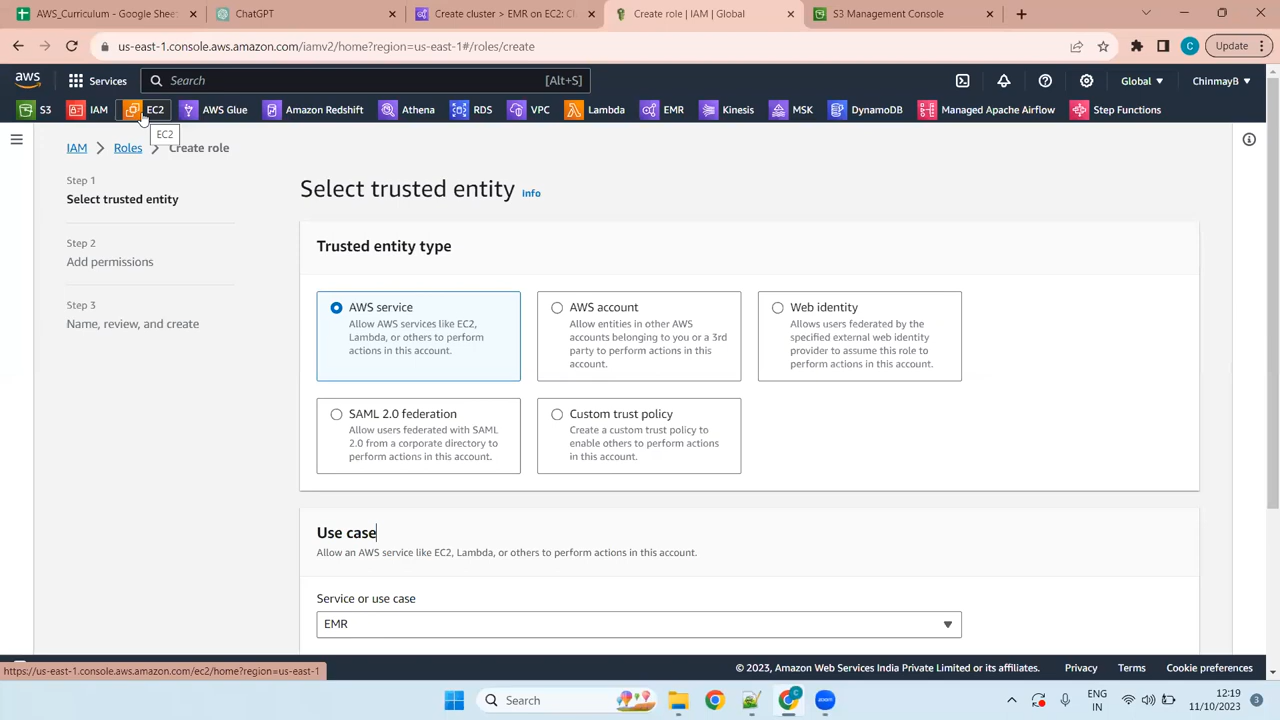 AWS_Curriculum - Google Sheet
ChatGPT
Create cluster > EMR on EC2: Cl
Create role | IAM | Global
S3 Management Console
us-east-1.console.aws.amazon.com/iamv2/home?region=us-east-1#/roles/create
C
Update
aws
Services
Search
[Alt+S]
Global
ChinmayB
S3
IAM
EC2
AWS Glue
Amazon Redshift
Athena
RDS
VPC
Lambda
EMR
Kinesis
MSK
DynamoDB
Managed Apache Airflow
Step Functions
EC2
IAM
Roles
Create role
Step 1
Select trusted entity
Step 2
Add permissions
Step 3
Name, review, and create
Select trusted entity Info
Trusted entity type
AWS service
Allow AWS services like EC2,
Lambda, or others to perform
actions in this account.
AWS account
Allow entities in other AWS
accounts belonging to you or a 3rd
party to perform actions in this
account.
Web identity
Allows users federated by the
specified external web identity
provider to assume this role to
perform actions in this account.
SAML 2.0 federation
Allow users federated with SAML
2.0 from a corporate directory to
perform actions in this account.
Custom trust policy
Create a custom trust policy to
enable others to perform actions
in this account.
Use case
Allow an AWS service like EC2, Lambda, or others to perform actions in this account.
Service or use case
EMR
https://us-east-1.console.aws.amazon.com/ec2/home?region=us-east-1
© 2023, Amazon Web Services India Private Limited or its affiliates.
Privacy
Terms
Cookie preferences
Search
C
zoom
ENG
IN
12:19
11/10/2023
3